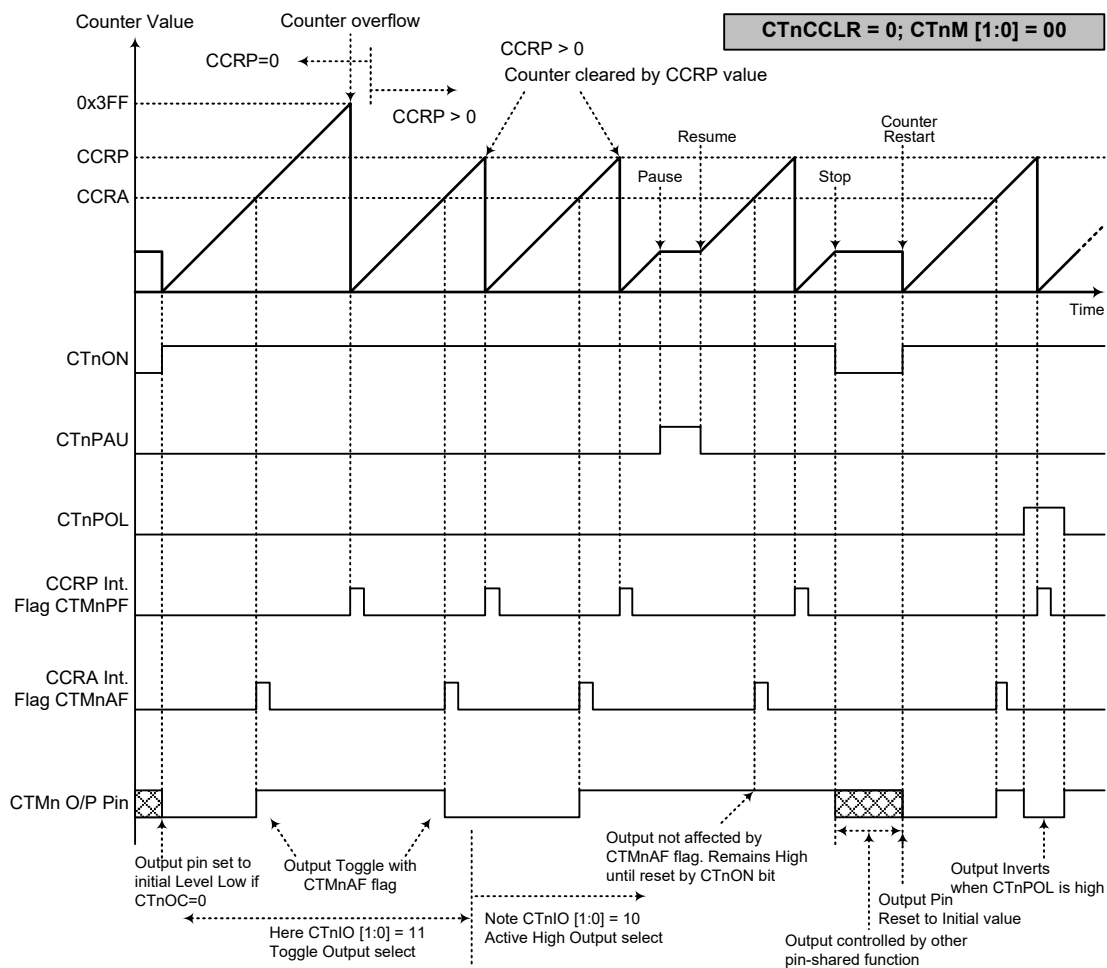 Counter Value
Counter overflow
CTnCCLR = 0; CTnM [1:0] = 00
CCRP=0
CCRP > 0
CCRP > 0
Counter cleared by CCRP value
0x3FF
CCRP
CCRA
Pause
Resume
Stop
Counter
Restart
Time
CTnON
CTnPAU
CTnPOL
CCRP Int.
Flag CTMnPF
CCRA Int.
Flag CTMnAF
CTMn O/P Pin
Output pin set to
initial Level Low if
CTnOC=0
Output Toggle with
CTMnAF flag
Here CTnIO [1:0] = 11
Toggle Output select
Note CTnIO [1:0] = 10
Active High Output select
Output not affected by
CTMnAF flag. Remains High
until reset by CTnON bit
Output controlled by other
pin-shared function
Output Pin
Reset to Initial value
Output Inverts
when CTnPOL is high